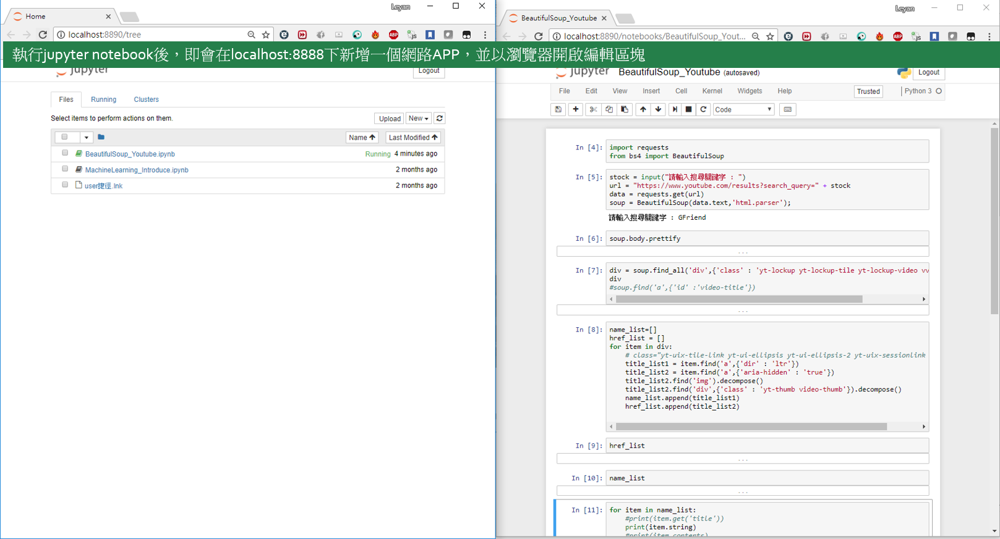 Leyan
Home
localhost:8890/tree
ABP
js
執行jupyter notebook後，即會在localhost:8888下新增一個網路APP，並以瀏覽器開啟編輯區塊
jupyter
Logout
Files Running Clusters
Select items to perform actions on them.
Upload New
Name Last Modified
BeautifulSoup_Youtube.ipynb Running 4 minutes ago
MachineLearning_Introduce.ipynb 2 months ago
user捷徑.lnk 2 months ago
Leyan
BeautifulSoup_Youtube
localhost:8890/notebooks/BeautifulSoup_Yout...
ABP
js
jupyter BeautifulSoup_Youtube (autosaved)
Logout
File Edit View Insert Cell Kernel Widgets Help Trusted Python 3
Code
In [4]: import requests
from bs4 import BeautifulSoup
In [5]: stock = input("請輸入搜尋關鍵字 : ")
url = "https://www.youtube.com/results?search_query=" + stock
data = requests.get(url)
soup = BeautifulSoup(data.text,'html.parser');
請輸入搜尋關鍵字 : GFriend
In [6]: soup.body.prettify
...
In [7]: div = soup.find_all('div',{'class' : 'yt-lockup yt-lockup-tile yt-lockup-video
div
#soup.find('a',{'id' :'video-title'})
...
In [8]: name_list=[]
href_list = []
for item in div:
# class="yt-uix-tile-link yt-ui-ellipsis yt-ui-ellipsis-2 yt-uix-sessionlink
title_list1 = item.find('a',{'dir' : 'ltr'})
title_list2 = item.find('a',{'aria-hidden' : 'true'})
title_list2.find('img').decompose()
title_list2.find('div',{'class' : 'yt-thumb video-thumb'}).decompose()
name_list.append(title_list1)
href_list.append(title_list2)
In [9]: href_list
...
In [10]: name_list
...
In [11]: for item in name_list:
#print(item.get('title'))
print(item.string)
#print(item.contents)